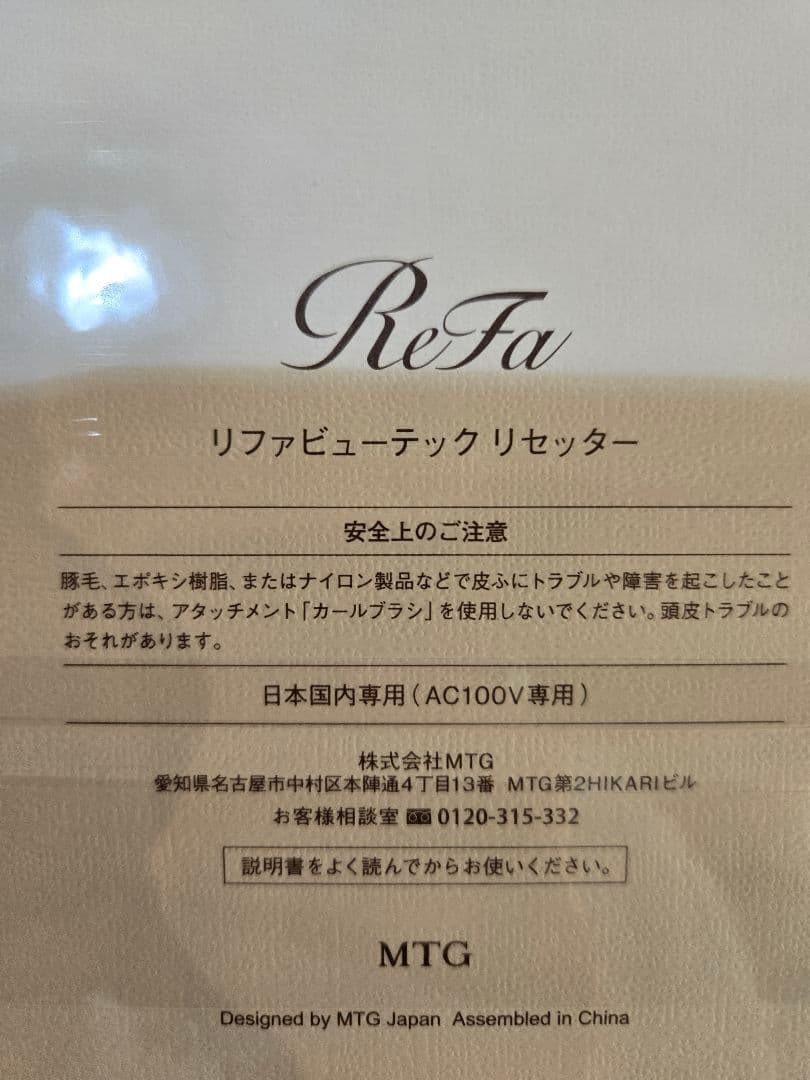 ReFa
リファビューテック リセッター
安全上のご注意
豚毛、エポキシ樹脂、またはナイロン製品などで皮ふにトラブルや障害を起こしたこと
がある方は、アタッチメント「カールブラシ」を使用しないでください。頭皮トラブルの
おそれがあります。
日本国内専用（AC100V専用）
株式会社MTG
愛知県名古屋市中村区本陣通4丁目13番 MTG第2HIKARIビル
お客様相談室 0120-315-332
説明書をよく読んでからお使いください。
MTG
Designed by MTG Japan Assembled in China